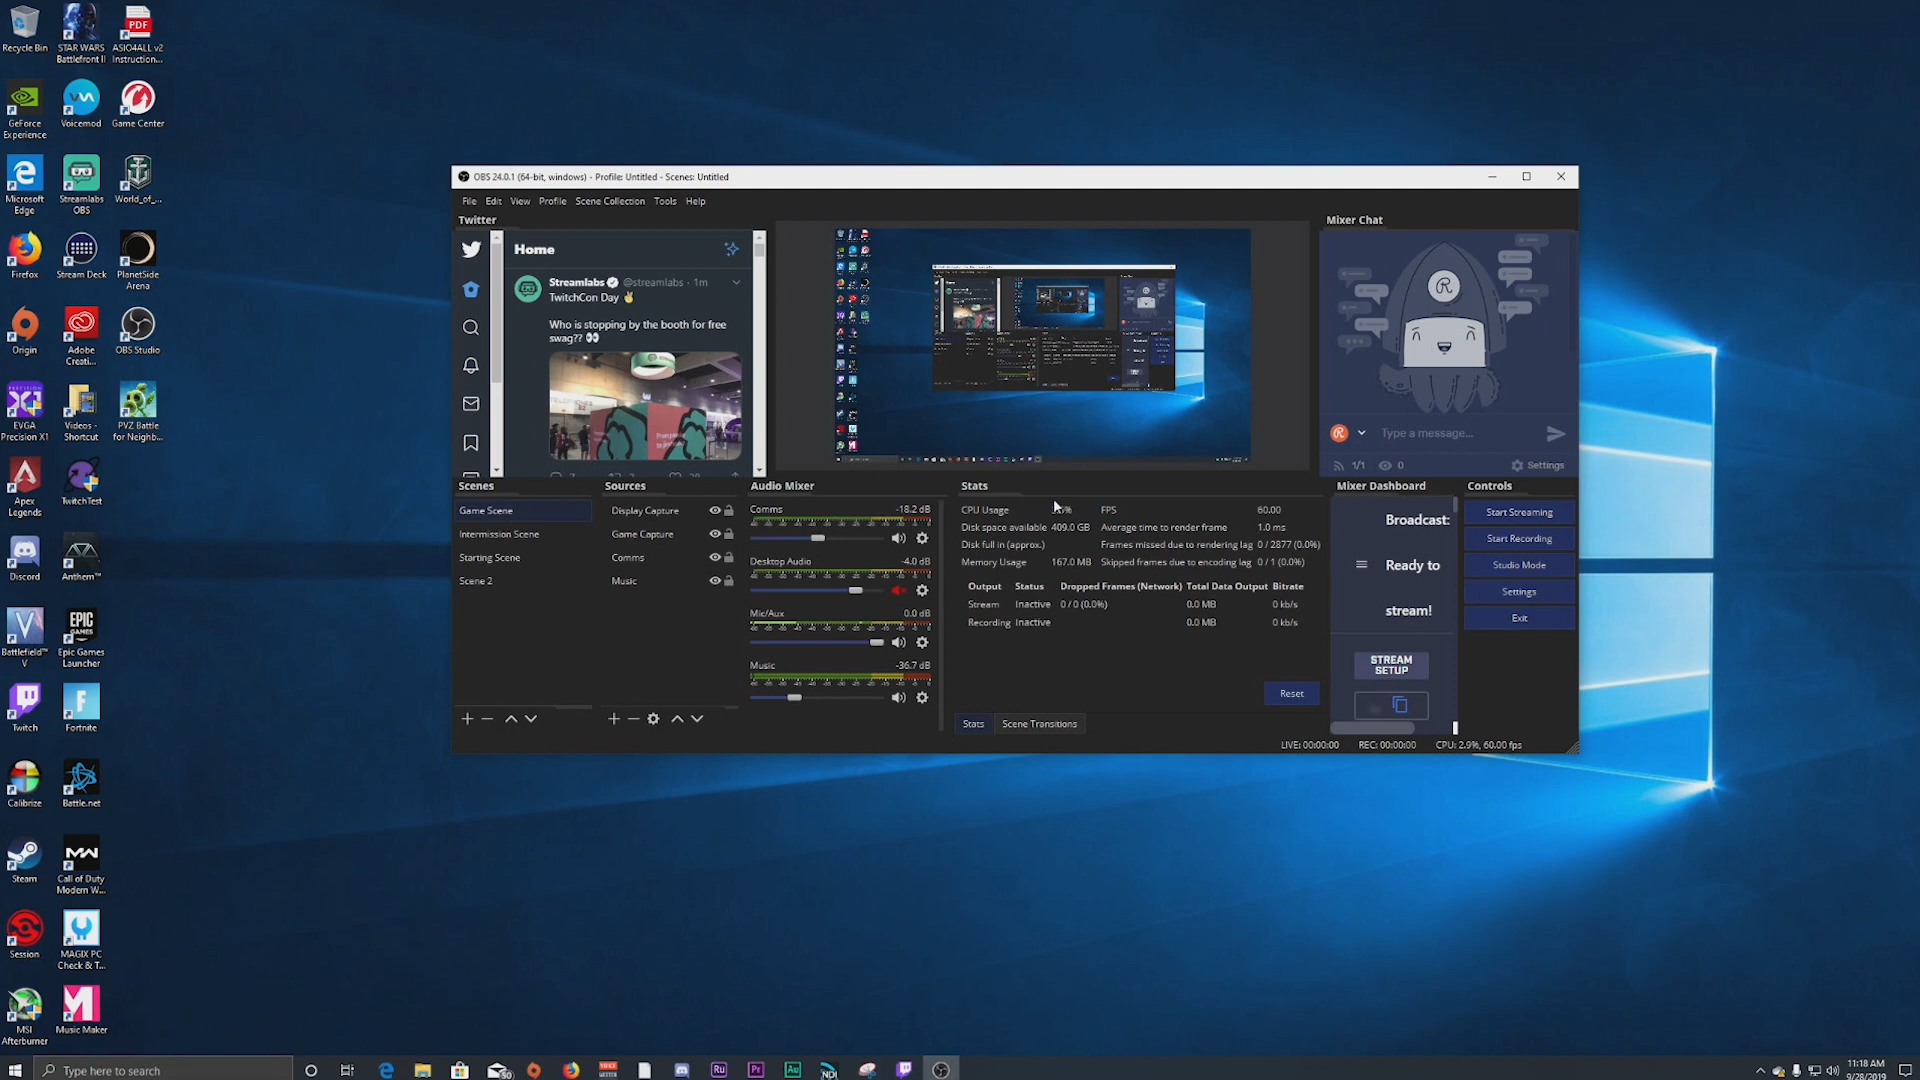 Recycle Bin
STAR WARS
Battlefront II
ASIO4ALL v2
Instruction...
GeForce
Experience
Voicemod
Game Center
Microsoft
Edge
Streamlabs
OBS
World_of_...
Firefox
Stream Deck
PlanetSide
Arena
Origin
Adobe
Creati...
OBS Studio
EVGA
Precision X1
Videos -
Shortcut
PVZ Battle
for Neighb...
Apex
Legends
TwitchTest
Discord
Anthem™
Battlefield™
V
Epic Games
Launcher
Twitch
Fortnite
Calibrize
Battle.net
Steam
Call of Duty
Modern W...
Session
MAGIX PC
Check & T...
MSI
Afterburner
Music Maker
OBS 24.0.1 (64-bit, windows) - Profile: Untitled - Scenes: Untitled
File Edit View Profile Scene Collection Tools Help
Twitter
Home
Streamlabs @streamlabs · 1m
TwitchCon Day ✌
Who is stopping by the booth for free
swag?? 👀
Mixer Chat
Type a message...
1/1 0 Settings
Scenes
Game Scene
Intermission Scene
Starting Scene
Scene 2
Sources
Display Capture
Game Capture
Comms
Music
Audio Mixer
Comms -18.2 dB
Desktop Audio -4.0 dB
Mic/Aux 0.0 dB
Music -36.7 dB
Stats
CPU Usage FPS 60.00
Disk space available 409.0 GB Average time to render frame 1.0 ms
Disk full in (approx.) Frames missed due to rendering lag 0 / 2877 (0.0%)
Memory Usage 167.0 MB Skipped frames due to encoding lag 0 / 1 (0.0%)
Output Status Dropped Frames (Network) Total Data Output Bitrate
Stream Inactive 0 / 0 (0.0%) 0.0 MB 0 kb/s
Recording Inactive 0.0 MB 0 kb/s
Reset
Stats Scene Transitions
Mixer Dashboard
Broadcast:
Ready to
stream!
STREAM
SETUP
Controls
Start Streaming
Start Recording
Studio Mode
Settings
Exit
LIVE: 00:00:00 REC: 00:00:00 CPU: 2.9%, 60.00 fps
Type here to search
11:18 AM
9/28/2019